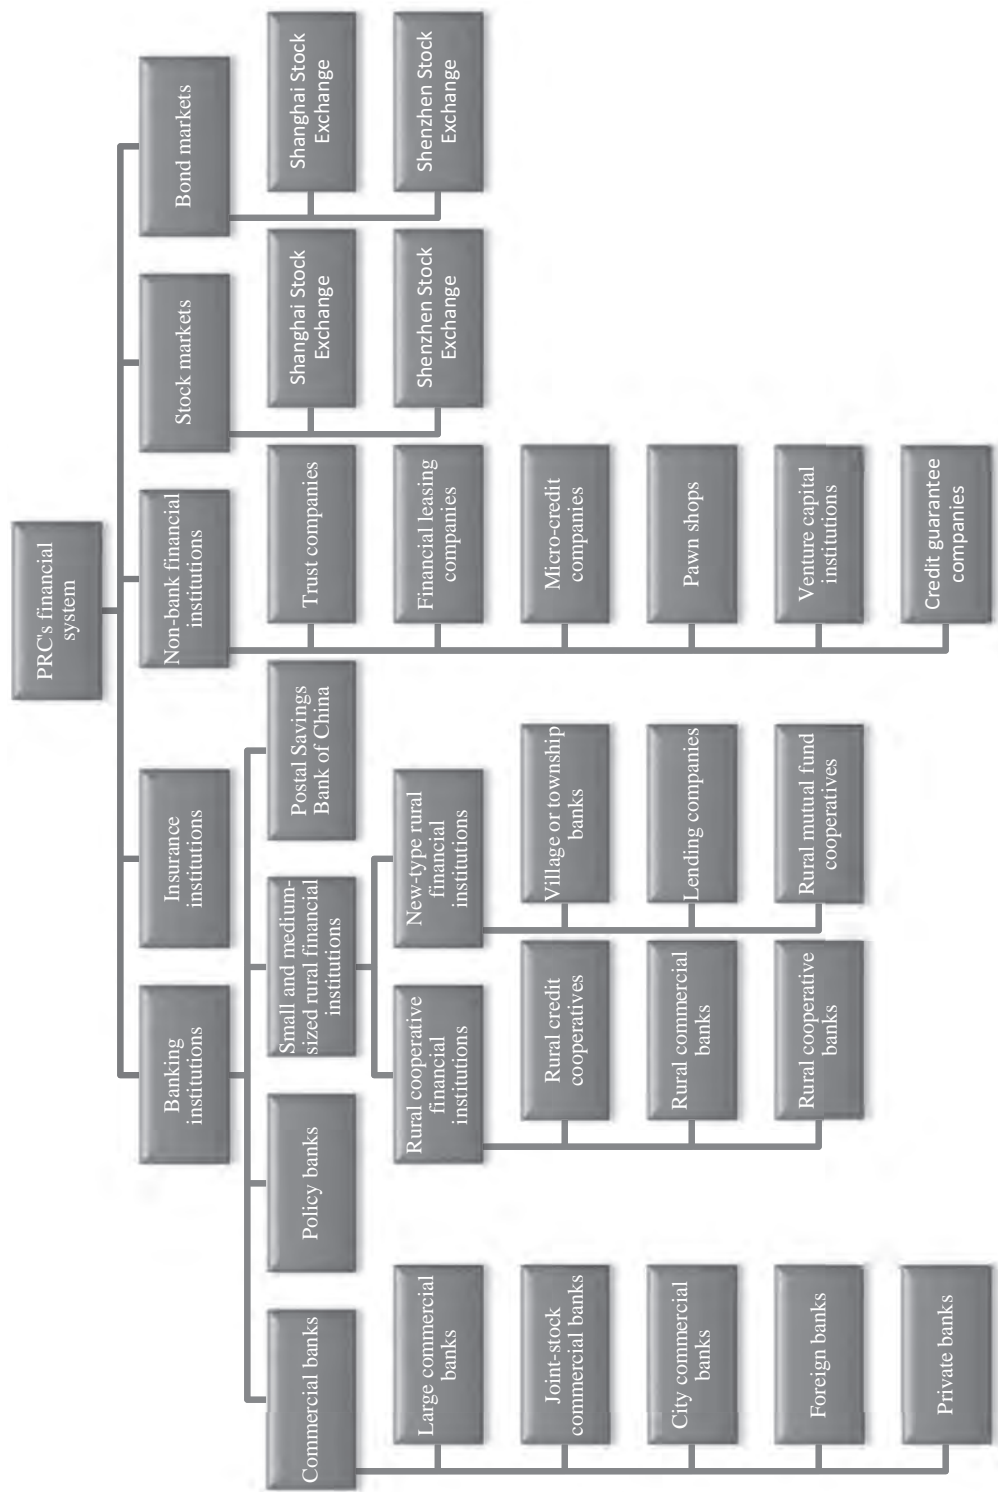 PRC's financial
system
Banking
institutions
Insurance
institutions
Non-bank financial
institutions
Stock markets
Bond markets
Commercial banks
Policy banks
Small and medium-
sized rural financial
institutions
Postal Savings
Bank of China
Trust companies
Shanghai Stock
Exchange
Shanghai Stock
Exchange
Large commercial
banks
Rural cooperative
financial
institutions
New-type rural
financial
institutions
Financial leasing
companies
Shenzhen Stock
Exchange
Shenzhen Stock
Exchange
Joint-stock
commercial banks
Rural credit
cooperatives
Village or township
banks
Micro-credit
companies
City commercial
banks
Rural commercial
banks
Lending companies
Pawn shops
Foreign banks
Rural cooperative
banks
Rural mutual fund
cooperatives
Venture capital
institutions
Private banks
Credit guarantee
companies